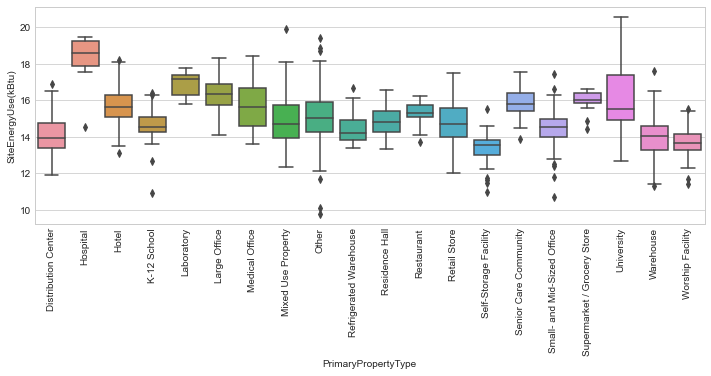 SiteEnergyUse(kBtu)
20
18
16
14
12
10
Distribution Center
Hospital
Hotel
K-12 School
Laboratory
Large Office
Medical Office
Mixed Use Property
Other
Refrigerated Warehouse
Residence Hall
Restaurant
Retail Store
Self-Storage Facility
Senior Care Community
Small- and Mid-Sized Office
Supermarket / Grocery Store
University
Warehouse
Worship Facility
PrimaryPropertyType